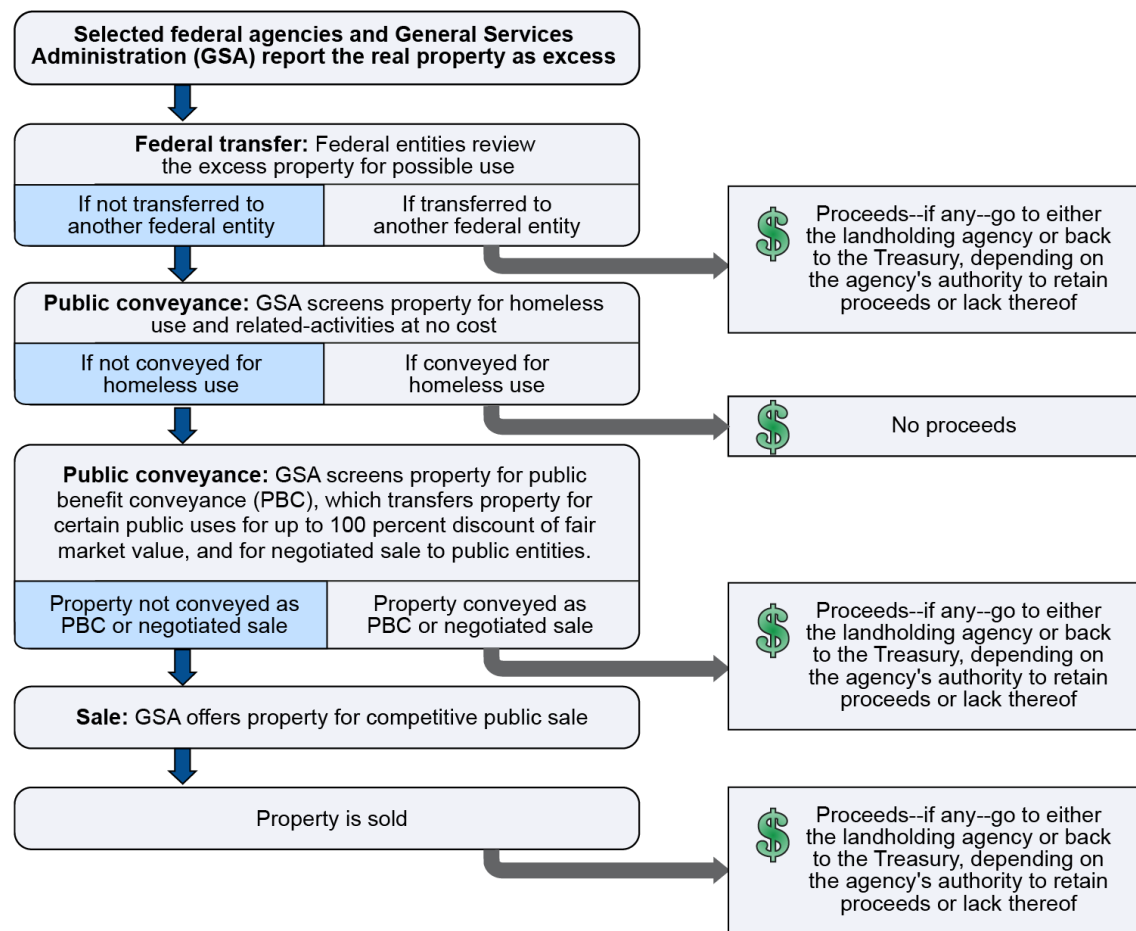 Selected federal agencies and General Services
Administration (GSA) report the real property as excess
Federal transfer: Federal entities review
the excess property for possible use
If not transferred to
another federal entity
If transferred to
another federal entity
$
Proceeds--if any--go to either
the landholding agency or back
to the Treasury, depending on
the agency's authority to retain
proceeds or lack thereof
Public conveyance: GSA screens property for homeless
use and related-activities at no cost
If not conveyed for
homeless use
If conveyed for
homeless use
$
No proceeds
Public conveyance: GSA screens property for public
benefit conveyance (PBC), which transfers property for
certain public uses for up to 100 percent discount of fair
market value, and for negotiated sale to public entities.
Property not conveyed as
PBC or negotiated sale
Property conveyed as
PBC or negotiated sale
$
Proceeds--if any--go to either
the landholding agency or back
to the Treasury, depending on
the agency's authority to retain
proceeds or lack thereof
Sale: GSA offers property for competitive public sale
Property is sold
$
Proceeds--if any--go to either
the landholding agency or back
to the Treasury, depending on
the agency's authority to retain
proceeds or lack thereof